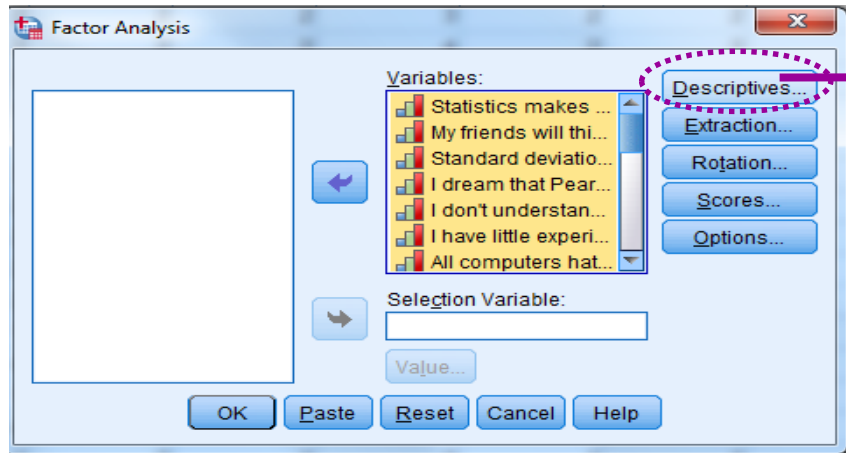 Factor Analysis
Variables:
Statistics makes ...
My friends will thi...
Standard deviatio...
I dream that Pear...
I don't understan...
I have little experi...
All computers hat...
Descriptives...
Extraction...
Rotation...
Scores...
Options...
Selection Variable:
Value...
OK Paste Reset Cancel Help